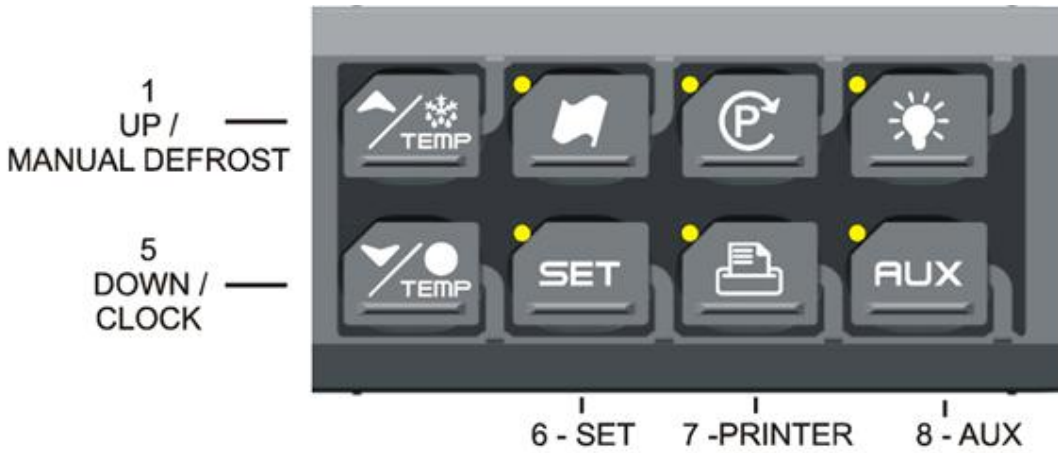 1
UP /
MANUAL DEFROST
TEMP
P
5
DOWN /
CLOCK
TEMP
SET
AUX
6 - SET
7 -PRINTER
8 - AUX